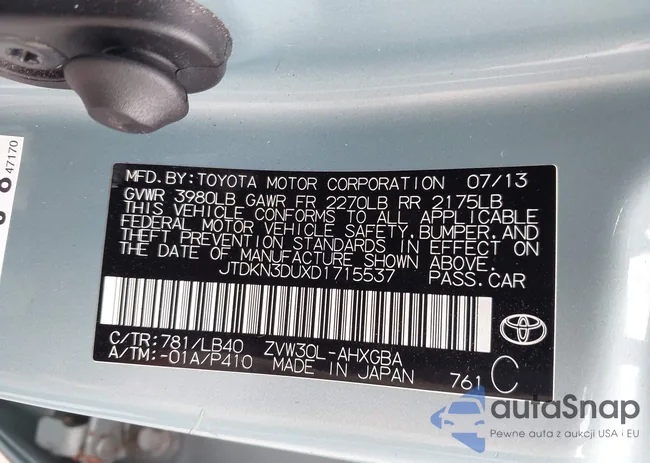 47170
MFD.BY:TOYOTA MOTOR CORPORATION 07/13
GVWR 3980LB GAWR FR 2270LB RR 2175LB
THIS VEHICLE CONFORMS TO ALL APPLICABLE
FEDERAL MOTOR VEHICLE SAFETY,BUMPER,AND
THEFT PREVENTION STANDARDS IN EFFECT ON
THE DATE OF MANUFACTURE SHOWN ABOVE.
JTDKN3DUXD1715537 PASS.CAR
C/TR:781/LB40 ZVW30L-AHXGBA
A/TM:-01A/P410 MADE IN JAPAN 761 C
TOYOTA
autaSnap
Pewne auta z aukcji USA i EU